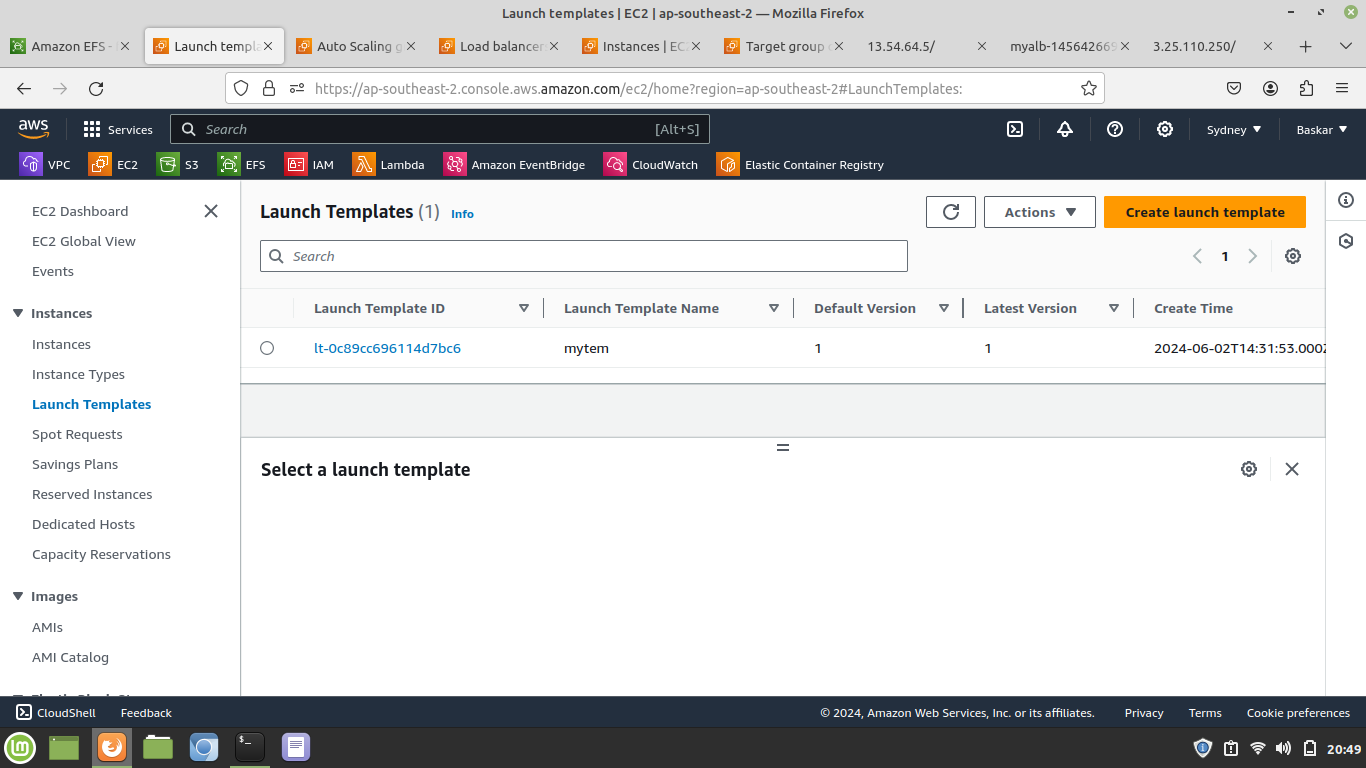 Launch templates | EC2 | ap-southeast-2 — Mozilla Firefox
Amazon EFS -
Launch templa
Auto Scaling g
Load balancer
Instances | EC
Target group
13.54.64.5/
myalb-145642669
3.25.110.250/
https://ap-southeast-2.console.aws.amazon.com/ec2/home?region=ap-southeast-2#LaunchTemplates:
aws
Services
Search
[Alt+S]
Sydney
Baskar
VPC
EC2
S3
EFS
IAM
Lambda
Amazon EventBridge
CloudWatch
Elastic Container Registry
EC2 Dashboard
EC2 Global View
Events
Instances
Instances
Instance Types
Launch Templates
Spot Requests
Savings Plans
Reserved Instances
Dedicated Hosts
Capacity Reservations
Images
AMIs
AMI Catalog
Launch Templates (1) Info
Actions
Create launch template
Search
1
Launch Template ID
Launch Template Name
Default Version
Latest Version
Create Time
lt-0c89cc696114d7bc6
mytem
1
1
2024-06-02T14:31:53.000Z
Select a launch template
CloudShell
Feedback
© 2024, Amazon Web Services, Inc. or its affiliates.
Privacy
Terms
Cookie preferences
20:49